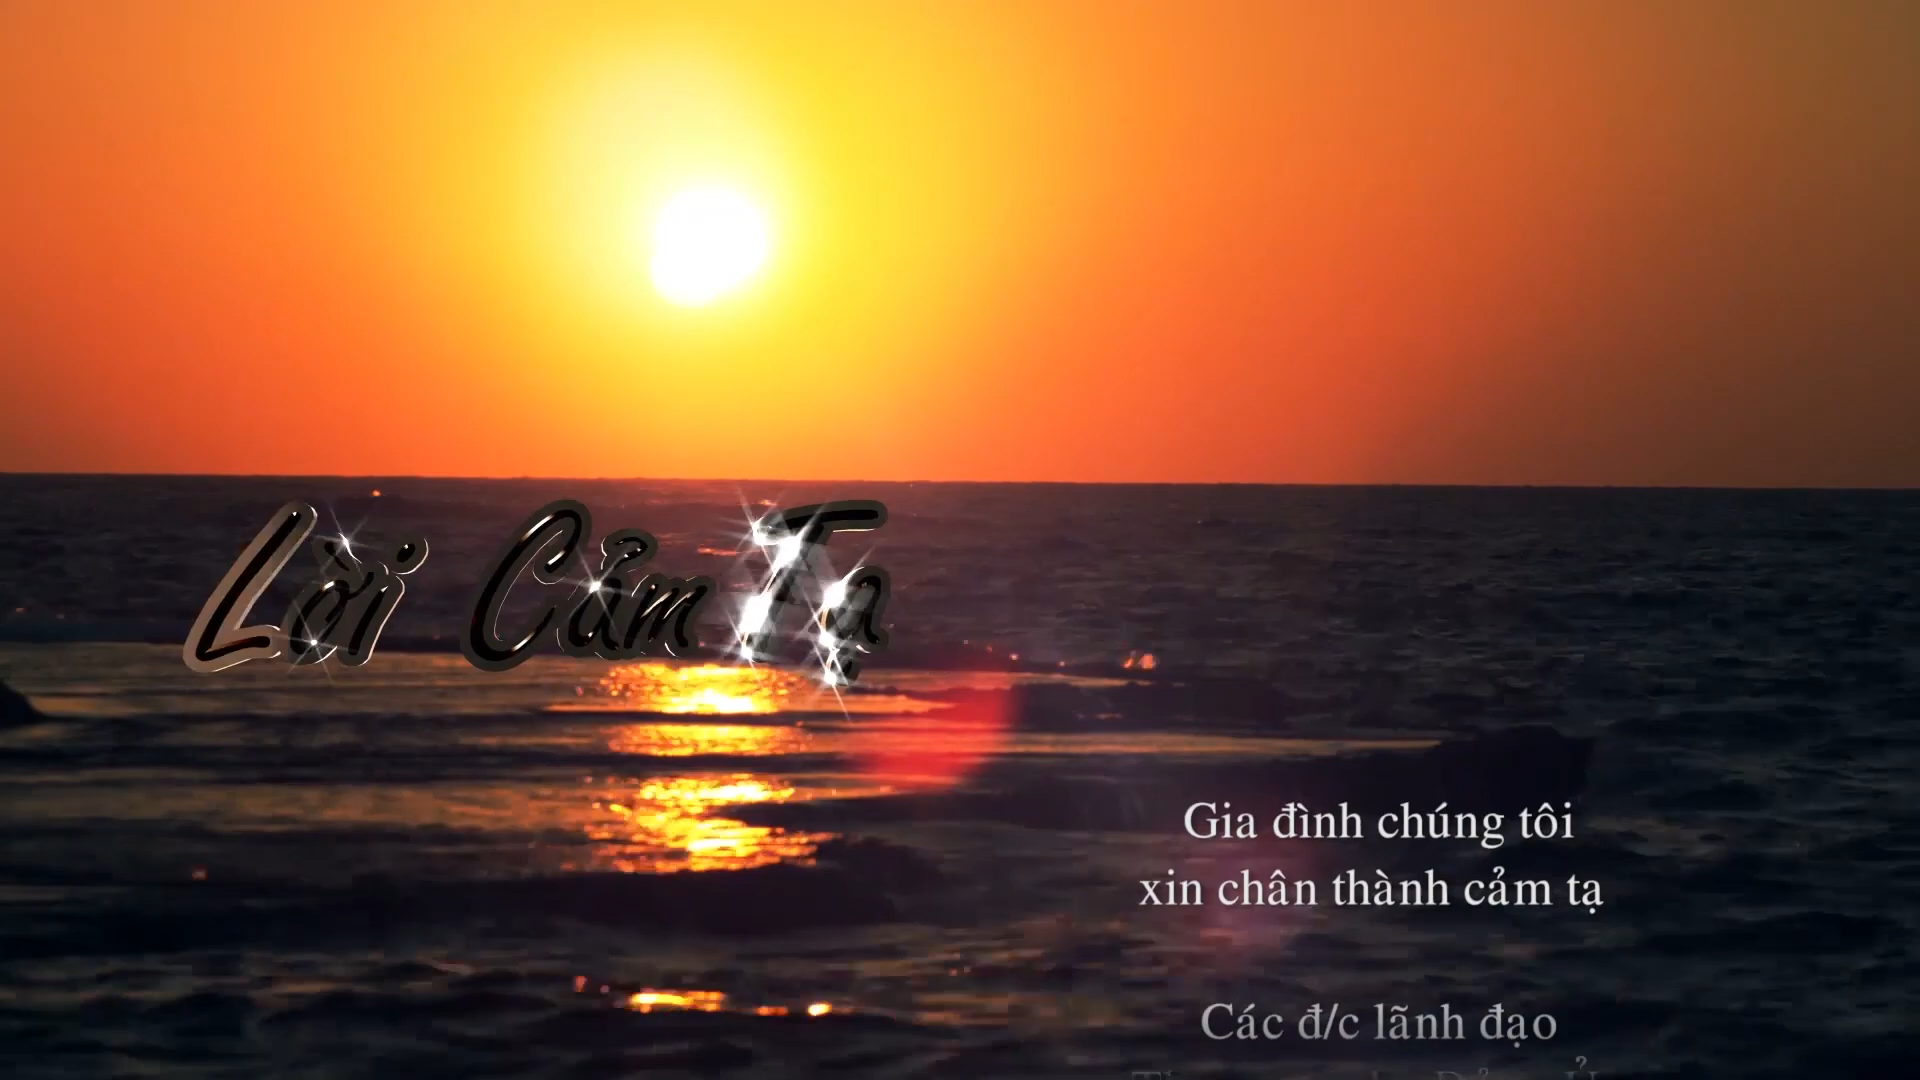 Lời Cảm Tạ
Gia đình chúng tôi
xin chân thành cảm tạ
Các đ/c lãnh đạo